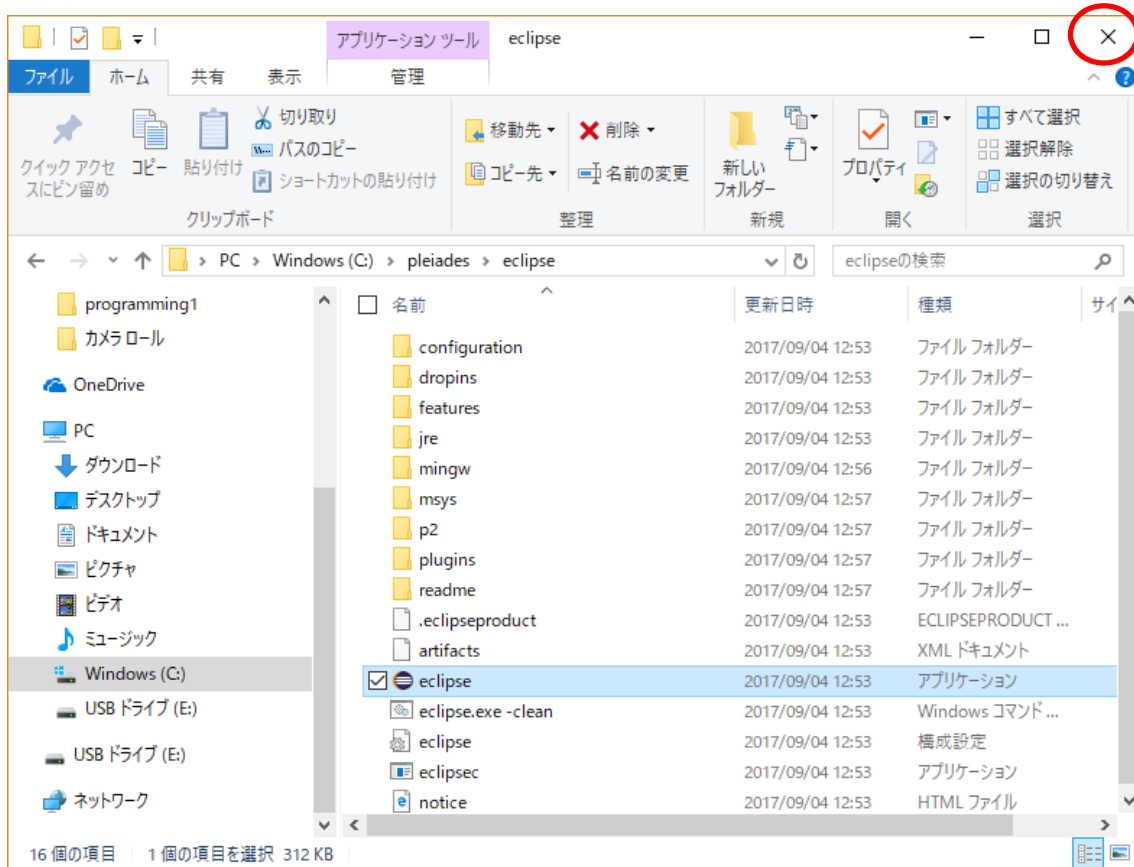 アプリケーション ツール eclipse
ファイル ホーム 共有 表示 管理
クイック アクセスにピン留め
コピー
貼り付け
切り取り
パスのコピー
ショートカットの貼り付け
クリップボード
移動先
コピー先
削除
名前の変更
整理
新しい
フォルダー
新規
プロパティ
開く
すべて選択
選択解除
選択の切り替え
選択
PC > Windows (C:) > pleiades > eclipse
eclipseの検索
programming1
カメラ ロール
OneDrive
PC
ダウンロード
デスクトップ
ドキュメント
ピクチャ
ビデオ
ミュージック
Windows (C:)
USB ドライブ (E:)
USB ドライブ (E:)
ネットワーク
名前 更新日時 種類 サイ
configuration 2017/09/04 12:53 ファイル フォルダー
dropins 2017/09/04 12:53 ファイル フォルダー
features 2017/09/04 12:53 ファイル フォルダー
jre 2017/09/04 12:53 ファイル フォルダー
mingw 2017/09/04 12:56 ファイル フォルダー
msys 2017/09/04 12:57 ファイル フォルダー
p2 2017/09/04 12:57 ファイル フォルダー
plugins 2017/09/04 12:57 ファイル フォルダー
readme 2017/09/04 12:57 ファイル フォルダー
.eclipseproduct 2017/09/04 12:53 ECLIPSEPRODUCT ...
artifacts 2017/09/04 12:53 XML ドキュメント
eclipse 2017/09/04 12:53 アプリケーション
eclipse.exe -clean 2017/09/04 12:53 Windows コマンド ...
eclipse 2017/09/04 12:53 構成設定
eclipsec 2017/09/04 12:53 アプリケーション
notice 2017/09/04 12:53 HTML ファイル
16 個の項目 1 個の項目を選択 312 KB